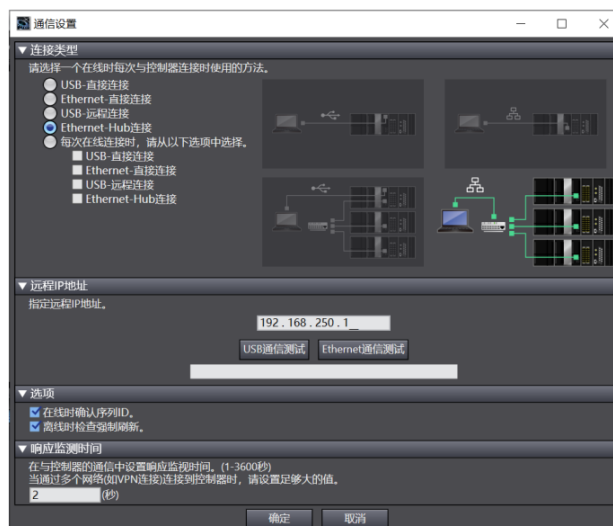 通信设置
▼ 连接类型
请选择一个在线时每次与控制器连接时使用的方法。
USB-直接连接
Ethernet-直接连接
USB-远程连接
Ethernet-Hub连接
每次在线连接时，请从以下选项中选择。
USB-直接连接
Ethernet-直接连接
USB-远程连接
Ethernet-Hub连接
▼ 远程IP地址
指定远程IP地址。
192.168.250.1_
USB通信测试 Ethernet通信测试
▼ 选项
在线时确认序列ID。
离线时检查强制刷新。
▼ 响应监测时间
在与控制器的通信中设置响应监视时间。(1-3600秒)
当通过多个网络(如VPN连接)连接到控制器时，请设置足够大的值。
2 (秒)
确定 取消